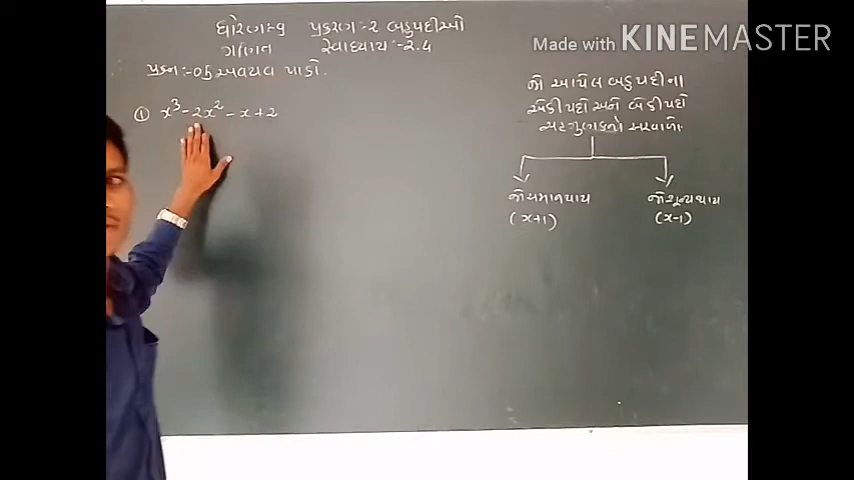 ધોરણ:-9 પ્રકરણ:-2 બહુપદીઓ
ગણિત સ્વાધ્યાય:-2.4
Made with KINEMASTER
પ્રશ્ન:-05 અવયવ પાડો.
① x³-2x²-x+2
જો આપેલ બહુપદીના
એકીપદો અને બેકીપદો
સહગુણકનો સરવાળો
જો સમાન થાય
(x+1)
જો શૂન્ય થાય
(x-1)